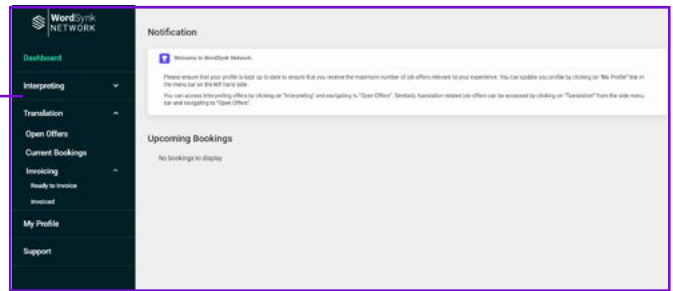 WordSynk
NETWORK
Dashboard
Interpreting
Translation
Open Offers
Current Bookings
Invoicing
Ready to Invoice
Invoiced
My Profile
Support
Notification
Welcome to WordSynk Network.
Please ensure that your profile is kept up to date to ensure that you receive the maximum number of job offers relevant to your experience. You can update you profile by clicking on "My Profile" link in
the menu bar on the left hand side.
You can access interpreting offers by clicking on "Interpreting" and navigating to "Open Offers". Similarly, translation related job offers can be accessed by clicking on "Translation" from the side menu
bar and navigating to "Open Offers".
Upcoming Bookings
No bookings to display